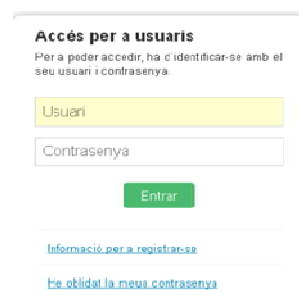 Accés per a usuaris
Per a poder accedir, ha d'identificar-se amb el
seu usuari i contrasenya.
Usuari
Contrasenya
Entrar
Informació per a registrar-se
He oblidat la meua contrasenya